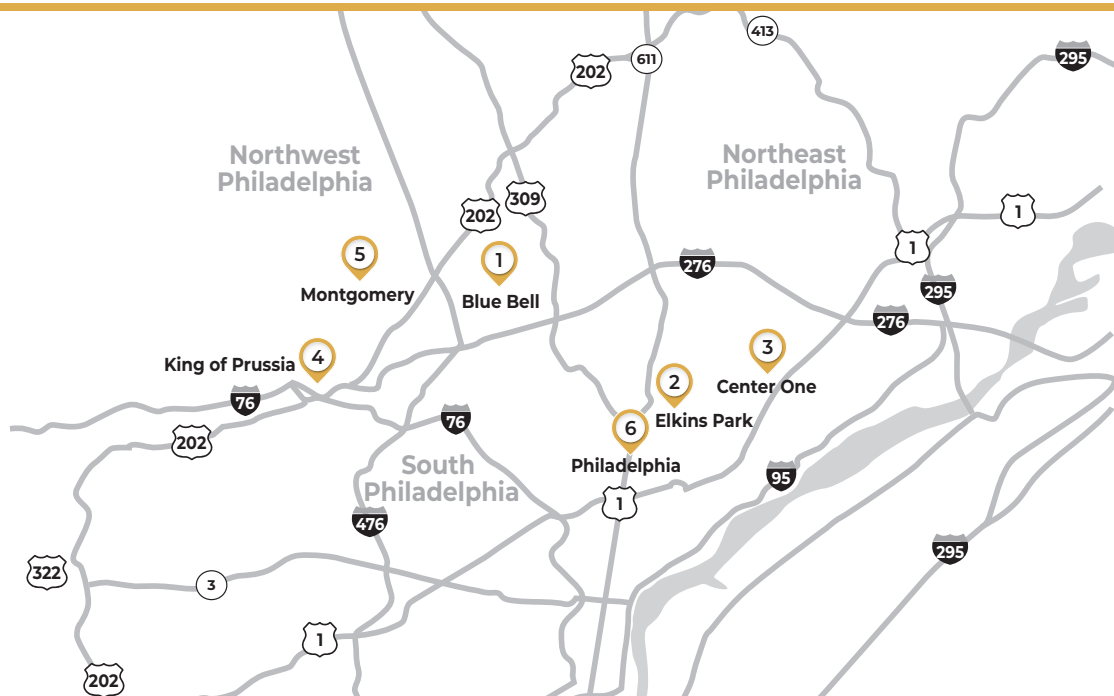 413
295
202
611
Northwest
Philadelphia
Northeast
Philadelphia
309
202
1
1
5
Montgomery
1
Blue Bell
276
295
276
King of Prussia
4
3
Center One
2
Elkins Park
76
76
6
Philadelphia
202
South
Philadelphia
95
1
476
295
322
3
1
202